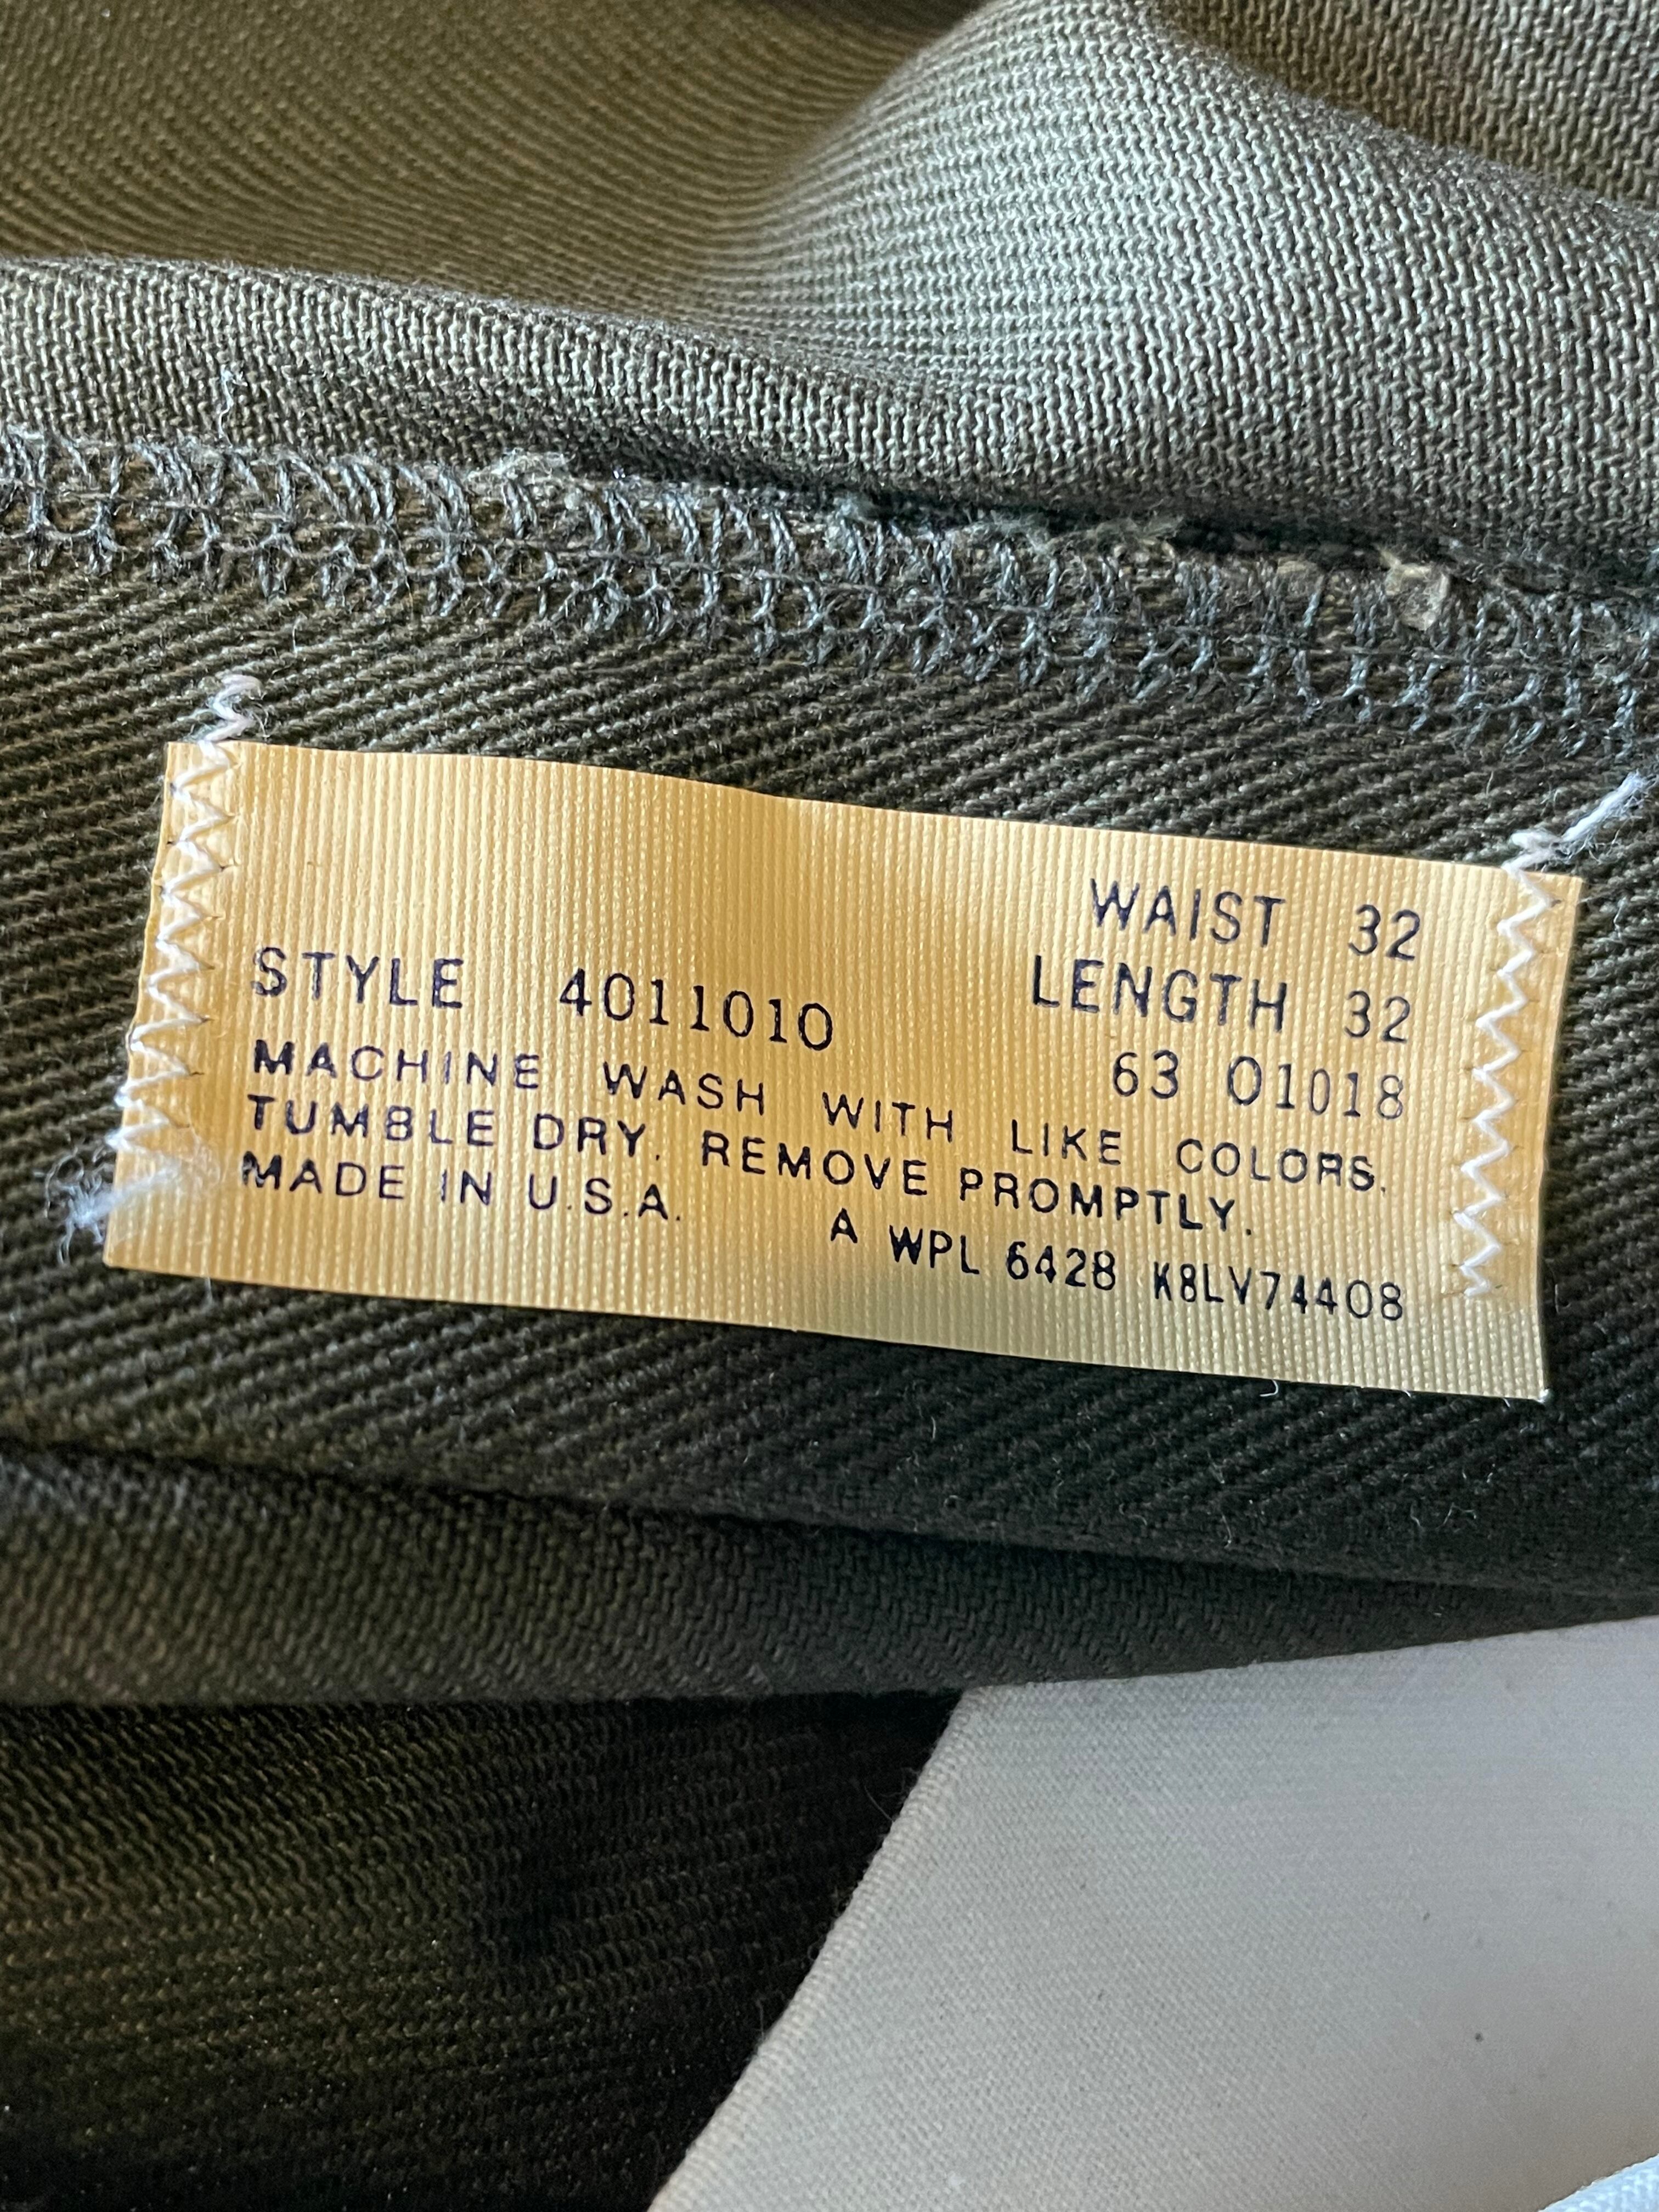 WAIST 32
STYLE 4011010 LENGTH 32
63 01018
MACHINE WASH WITH LIKE COLORS.
TUMBLE DRY. REMOVE PROMPTLY.
MADE IN U.S.A. A WPL 6428 K8LV74408